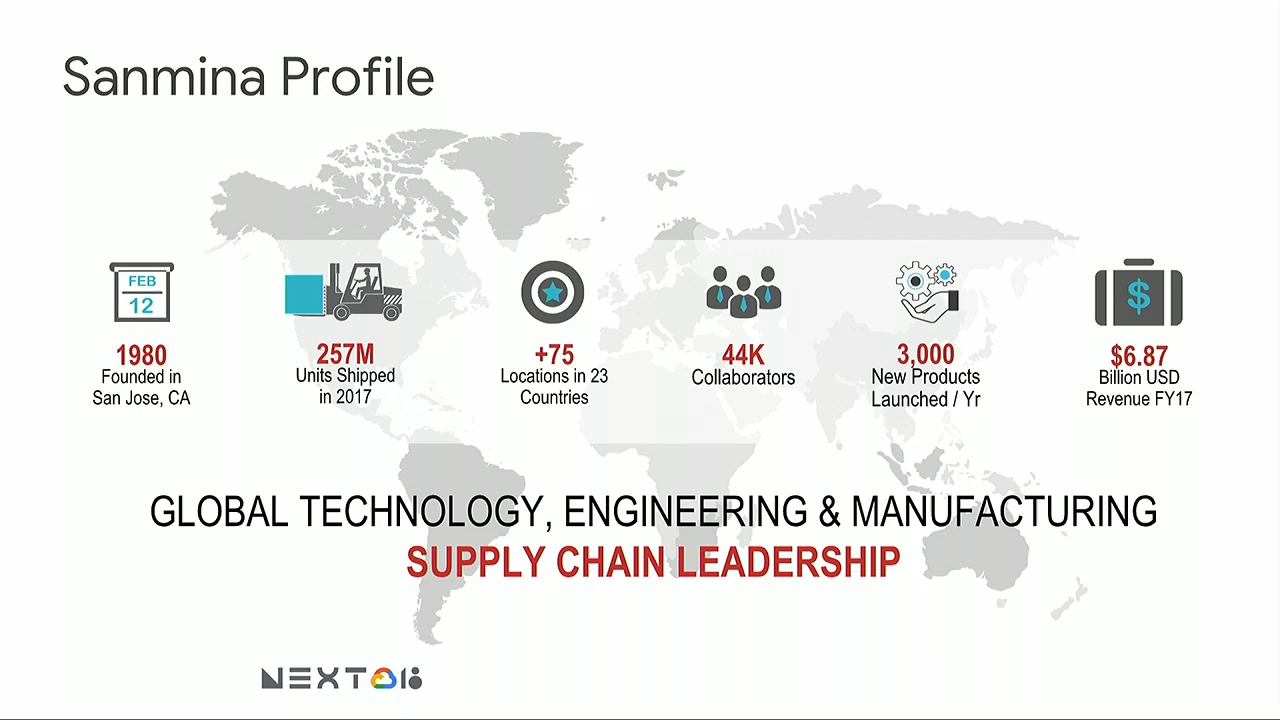 Sanmina Profile
FEB
12
1980
Founded in
San Jose, CA
257M
Units Shipped
in 2017
+75
Locations in 23
Countries
44K
Collaborators
3,000
New Products
Launched / Yr
$
$6.87
Billion USD
Revenue FY17
GLOBAL TECHNOLOGY, ENGINEERING & MANUFACTURING
SUPPLY CHAIN LEADERSHIP
NEXT 18